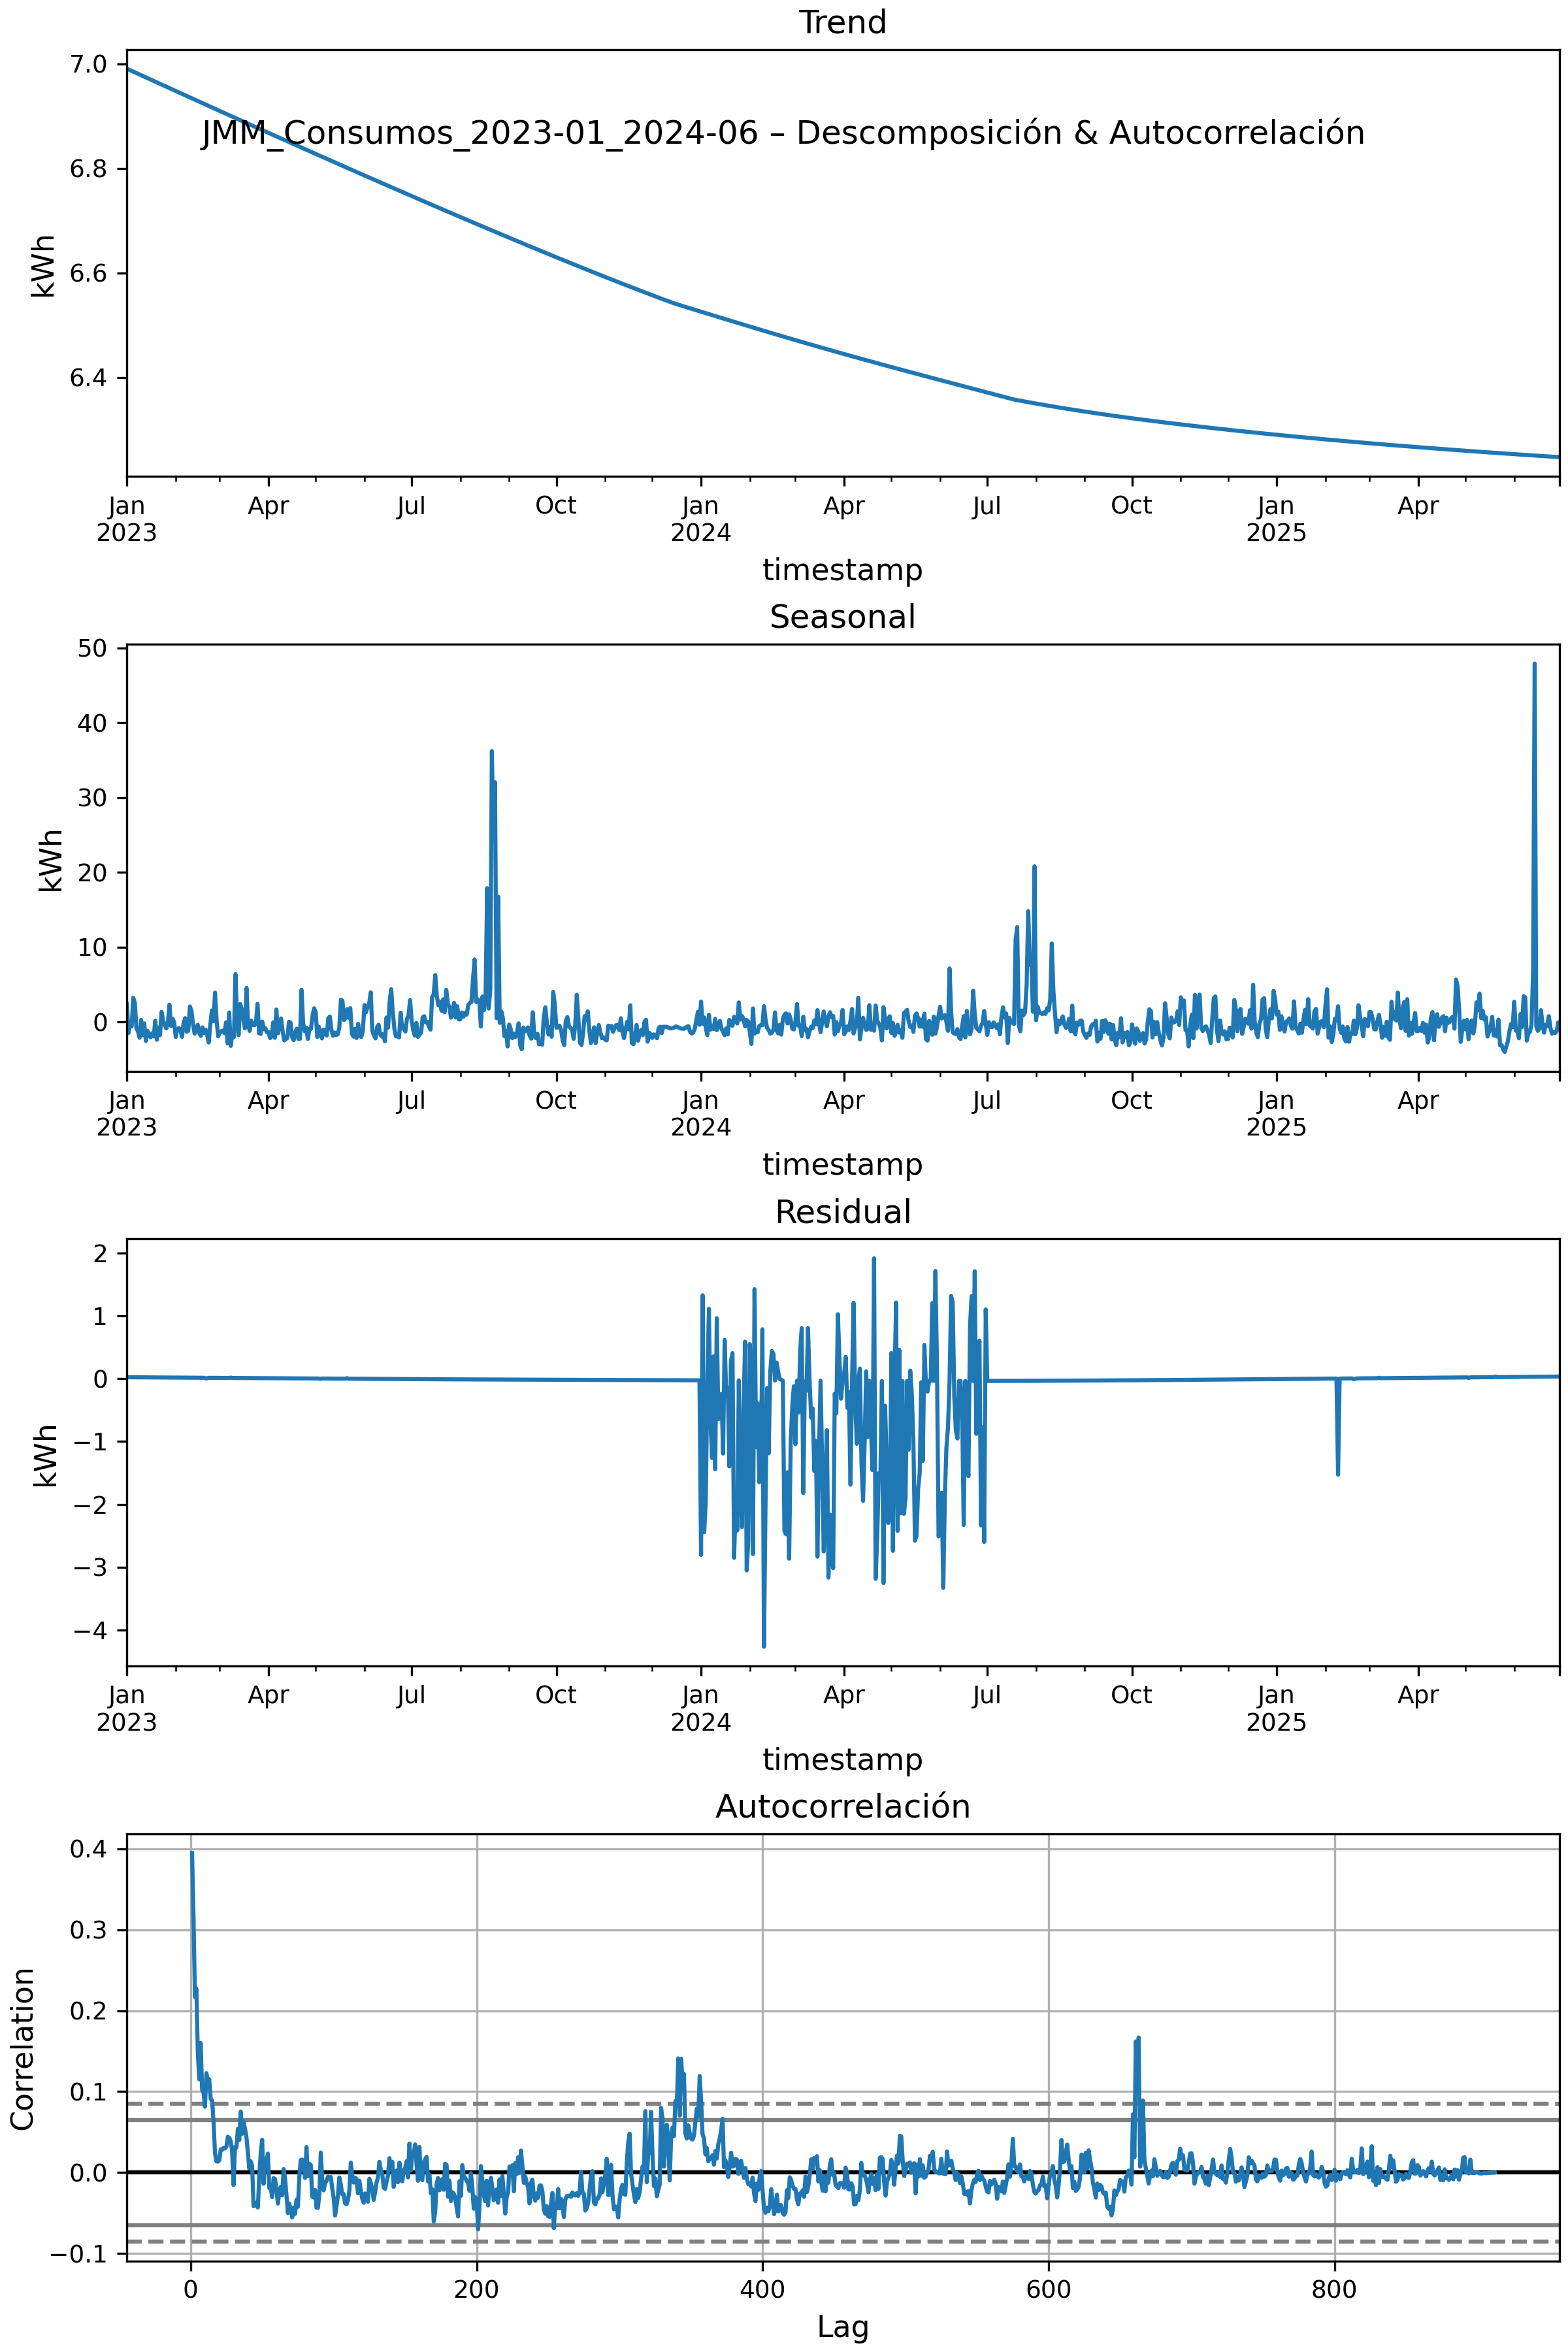 Trend
7.0
JMM_Consumos_2023-01_2024-06 – Descomposición & Autocorrelación
6.8
kWh
6.6
6.4
Jan Apr Jul Oct Jan Apr Jul Oct Jan Apr
2023 2024 2025
timestamp
Seasonal
50
40
30
kWh
20
10
0
Jan Apr Jul Oct Jan Apr Jul Oct Jan Apr
2023 2024 2025
timestamp
Residual
2
1
0
kWh
−1
−2
−3
−4
Jan Apr Jul Oct Jan Apr Jul Oct Jan Apr
2023 2024 2025
timestamp
Autocorrelación
0.4
0.3
Correlation
0.2
0.1
0.0
−0.1
0 200 400 600 800
Lag